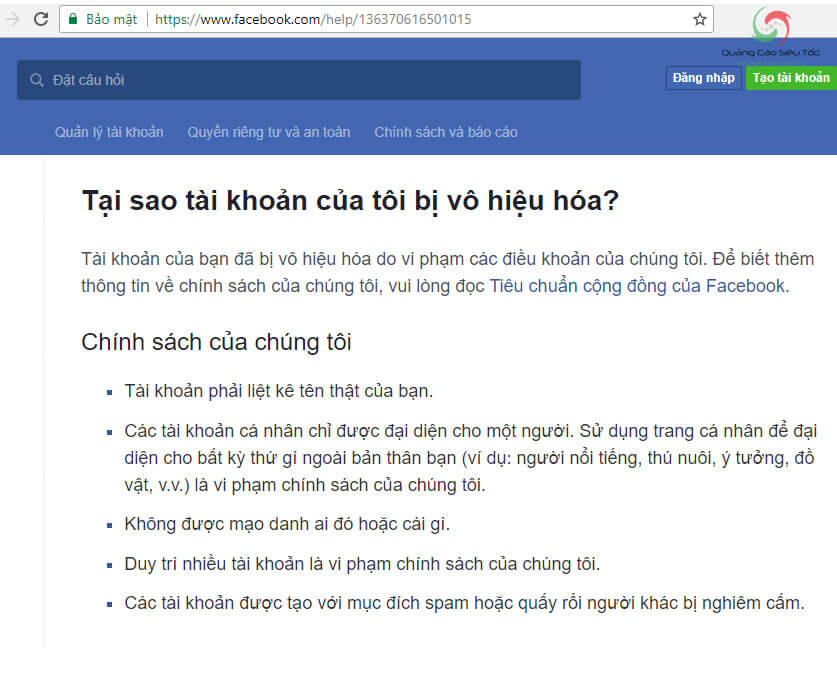 Bảo mật https://www.facebook.com/help/136370616501015
Quảng Cáo Siêu Tốc
Đặt câu hỏi
Đăng nhập
Tạo tài khoản
Quản lý tài khoản Quyền riêng tư và an toàn Chính sách và báo cáo
Tại sao tài khoản của tôi bị vô hiệu hóa?
Tài khoản của bạn đã bị vô hiệu hóa do vi phạm các điều khoản của chúng tôi. Để biết thêm
thông tin về chính sách của chúng tôi, vui lòng đọc Tiêu chuẩn cộng đồng của Facebook.
Chính sách của chúng tôi
Tài khoản phải liệt kê tên thật của bạn.
Các tài khoản cá nhân chỉ được đại diện cho một người. Sử dụng trang cá nhân để đại
diện cho bất kỳ thứ gì ngoài bản thân bạn (ví dụ: người nổi tiếng, thú nuôi, ý tưởng, đồ
vật, v.v.) là vi phạm chính sách của chúng tôi.
Không được mạo danh ai đó hoặc cái gì.
Duy trì nhiều tài khoản là vi phạm chính sách của chúng tôi.
Các tài khoản được tạo với mục đích spam hoặc quấy rối người khác bị nghiêm cấm.